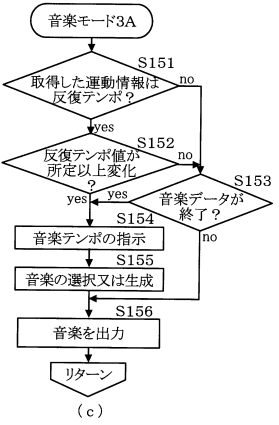 音楽モード3A
S151
取得した運動情報は
反復テンポ?
no
yes
S152
反復テンポ値が
所定以上変化
?
no
S153
yes
yes
音楽データが
終了?
S154
no
音楽テンポの指示
S155
音楽の選択又は生成
S156
音楽を出力
リターン
(c)